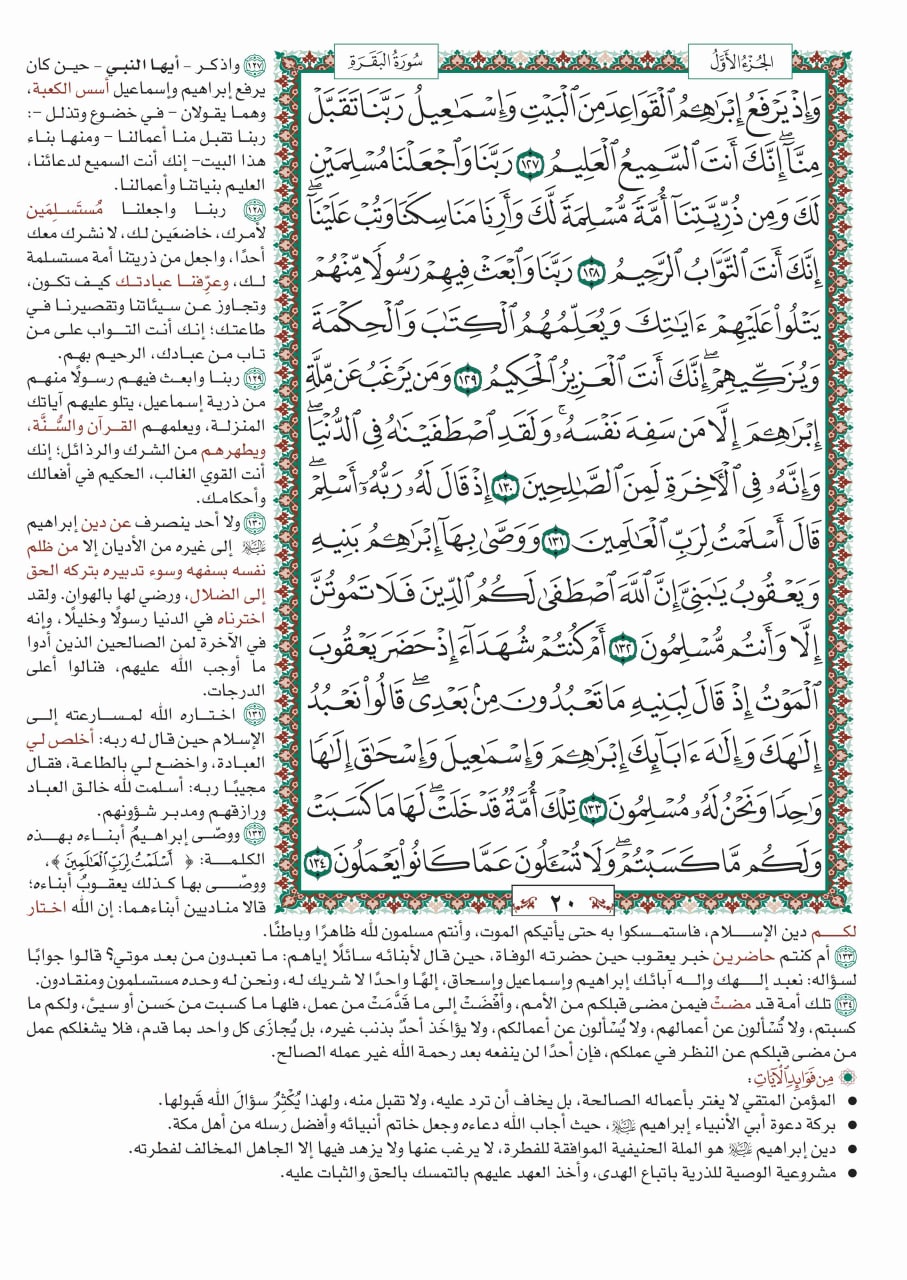 الجُزْءُ الأَوَّلُ
سُورَةُ البَقَرَةِ
وَإِذۡ يَرۡفَعُ إِبۡرَٰهِـۧمُ ٱلۡقَوَاعِدَ مِنَ ٱلۡبَيۡتِ وَإِسۡمَٰعِيلُ رَبَّنَا تَقَبَّلۡ
مِنَّآۖ إِنَّكَ أَنتَ ٱلسَّمِيعُ ٱلۡعَلِيمُ ١٢٧ رَبَّنَا وَٱجۡعَلۡنَا مُسۡلِمَيۡنِ
لَكَ وَمِن ذُرِّيَّتِنَآ أُمَّةٗ مُّسۡلِمَةٗ لَّكَ وَأَرِنَا مَنَاسِكَنَا وَتُبۡ عَلَيۡنَآۖ
إِنَّكَ أَنتَ ٱلتَّوَّابُ ٱلرَّحِيمُ ١٢٨ رَبَّنَا وَٱبۡعَثۡ فِيهِمۡ رَسُولٗا مِّنۡهُمۡ
يَتۡلُواْ عَلَيۡهِمۡ ءَايَٰتِكَ وَيُعَلِّمُهُمُ ٱلۡكِتَٰبَ وَٱلۡحِكۡمَةَ
وَيُزَكِّيهِمۡۖ إِنَّكَ أَنتَ ٱلۡعَزِيزُ ٱلۡحَكِيمُ ١٢٩ وَمَن يَرۡغَبُ عَن مِّلَّةِ
إِبۡرَٰهِـۧمَ إِلَّا مَن سَفِهَ نَفۡسَهُۥۚ وَلَقَدِ ٱصۡطَفَيۡنَٰهُ فِي ٱلدُّنۡيَاۖ
وَإِنَّهُۥ فِي ٱلۡأٓخِرَةِ لَمِنَ ٱلصَّٰلِحِينَ ١٣٠ إِذۡ قَالَ لَهُۥ رَبُّهُۥٓ أَسۡلِمۡۖ
قَالَ أَسۡلَمۡتُ لِرَبِّ ٱلۡعَٰلَمِينَ ١٣١ وَوَصَّىٰ بِهَآ إِبۡرَٰهِـۧمُ بَنِيهِ
وَيَعۡقُوبُ يَٰبَنِيَّ إِنَّ ٱللَّهَ ٱصۡطَفَىٰ لَكُمُ ٱلدِّينَ فَلَا تَمُوتُنَّ
إِلَّا وَأَنتُم مُّسۡلِمُونَ ١٣٢ أَمۡ كُنتُمۡ شُهَدَآءَ إِذۡ حَضَرَ يَعۡقُوبَ
ٱلۡمَوۡتُ إِذۡ قَالَ لِبَنِيهِ مَا تَعۡبُدُونَ مِنۢ بَعۡدِيۖ قَالُواْ نَعۡبُدُ
إِلَٰهَكَ وَإِلَٰهَ ءَابَآئِكَ إِبۡرَٰهِـۧمَ وَإِسۡمَٰعِيلَ وَإِسۡحَٰقَ إِلَٰهٗا
وَٰحِدٗا وَنَحۡنُ لَهُۥ مُسۡلِمُونَ ١٣٣ تِلۡكَ أُمَّةٞ قَدۡ خَلَتۡۖ لَهَا مَا كَسَبَتۡ
وَلَكُم مَّا كَسَبۡتُمۡۖ وَلَا تُسۡـَٔلُونَ عَمَّا كَانُواْ يَعۡمَلُونَ ١٣٤
٢٠
١٢٧ واذكر - أيها النبي - حين كان
يرفع إبراهيم وإسماعيل أسس الكعبة،
وهما يقولان - في خضوع وتذلل -:
ربنا تقبل منا أعمالنا - ومنها بناء
هذا البيت- إنك أنت السميع لدعائنا،
العليم بنياتنا وأعمالنا.
١٢٨ ربنا واجعلنا مُستَسلِمَين
لأمرك، خاضعَين لك، لا نشرك معك
أحدًا، واجعل من ذريتنا أمة مستسلمة
لك، وعرِّفنا عبادتك كيف تكون،
وتجاوز عن سيئاتنا وتقصيرنا في
طاعتك؛ إنك أنت التواب على من
تاب من عبادك، الرحيم بهم.
١٢٩ ربنا وابعث فيهم رسولًا منهم
من ذرية إسماعيل، يتلو عليهم آياتك
المنزلة، ويعلمهم القرآن والسُّنَّة،
ويطهرهم من الشرك والرذائل؛ إنك
أنت القوي الغالب، الحكيم في أفعالك
وأحكامك.
١٣٠ ولا أحد ينصرف عن دين إبراهيم
عليه السلام إلى غيره من الأديان إلا من ظلم
نفسه بسفهه وسوء تدبيره بتركه الحق
إلى الضلال، ورضي لها بالهوان. ولقد
اخترناه في الدنيا رسولًا وخليلًا، وإنه
في الآخرة لمن الصالحين الذين أدوا
ما أوجب الله عليهم، فنالوا أعلى
الدرجات.
١٣١ اختاره الله لمسارعته إلى
الإسلام حين قال له ربه: أخلص لي
العبادة، واخضع لي بالطاعة، فقال
مجيبًا ربه: أسلمت لله خالق العباد
ورازقهم ومدبر شؤونهم.
١٣٢ ووصّى إبراهيمُ أبناءه بهذه
الكلمة: ﴿ أَسۡلَمۡتُ لِرَبِّ ٱلۡعَٰلَمِينَ ﴾،
ووصّى بها كذلك يعقوبُ أبناءه؛
قالا مناديين أبناءهما: إن الله اختار
لكم دين الإسلام، فاستمسكوا به حتى يأتيكم الموت، وأنتم مسلمون لله ظاهرًا وباطنًا.
١٣٣ أم كنتم حاضرين خبر يعقوب حين حضرته الوفاة، حين قال لأبنائه سائلًا إياهم: ما تعبدون من بعد موتي؟ قالوا جوابًا
لسؤاله: نعبد إلهك وإله آبائك إبراهيم وإسماعيل وإسحاق، إلهًا واحدًا لا شريك له، ونحن له وحده مستسلمون ومنقادون.
١٣٤ تلك أمة قد مضتْ فيمن مضى قبلكم من الأمم، وأفْضَتْ إلى ما قَدَّمَتْ من عمل، فلها ما كسبت من حَسن أو سيئ، ولكم ما
كسبتم، ولا تُسْألون عن أعمالهم، ولا يُسْألون عن أعمالكم، ولا يؤاخَذ أحدٌ بذنب غيره، بل يُجازَى كل واحد بما قدم، فلا يشغلكم عمل
من مضى قبلكم عن النظر في عملكم، فإن أحدًا لن ينفعه بعد رحمة الله غير عمله الصالح.
مِن فَوَائِدِ ٱلۡآيَاتِ:
● المؤمن المتقي لا يغتر بأعماله الصالحة، بل يخاف أن ترد عليه، ولا تقبل منه، ولهذا يُكْثِرُ سؤالَ الله قَبولها.
● بركة دعوة أبي الأنبياء إبراهيم عليه السلام، حيث أجاب الله دعاءه وجعل خاتم أنبيائه وأفضل رسله من أهل مكة.
● دين إبراهيم عليه السلام هو الملة الحنيفية الموافقة للفطرة، لا يرغب عنها ولا يزهد فيها إلا الجاهل المخالف لفطرته.
● مشروعية الوصية للذرية باتباع الهدى، وأخذ العهد عليهم بالتمسك بالحق والثبات عليه.